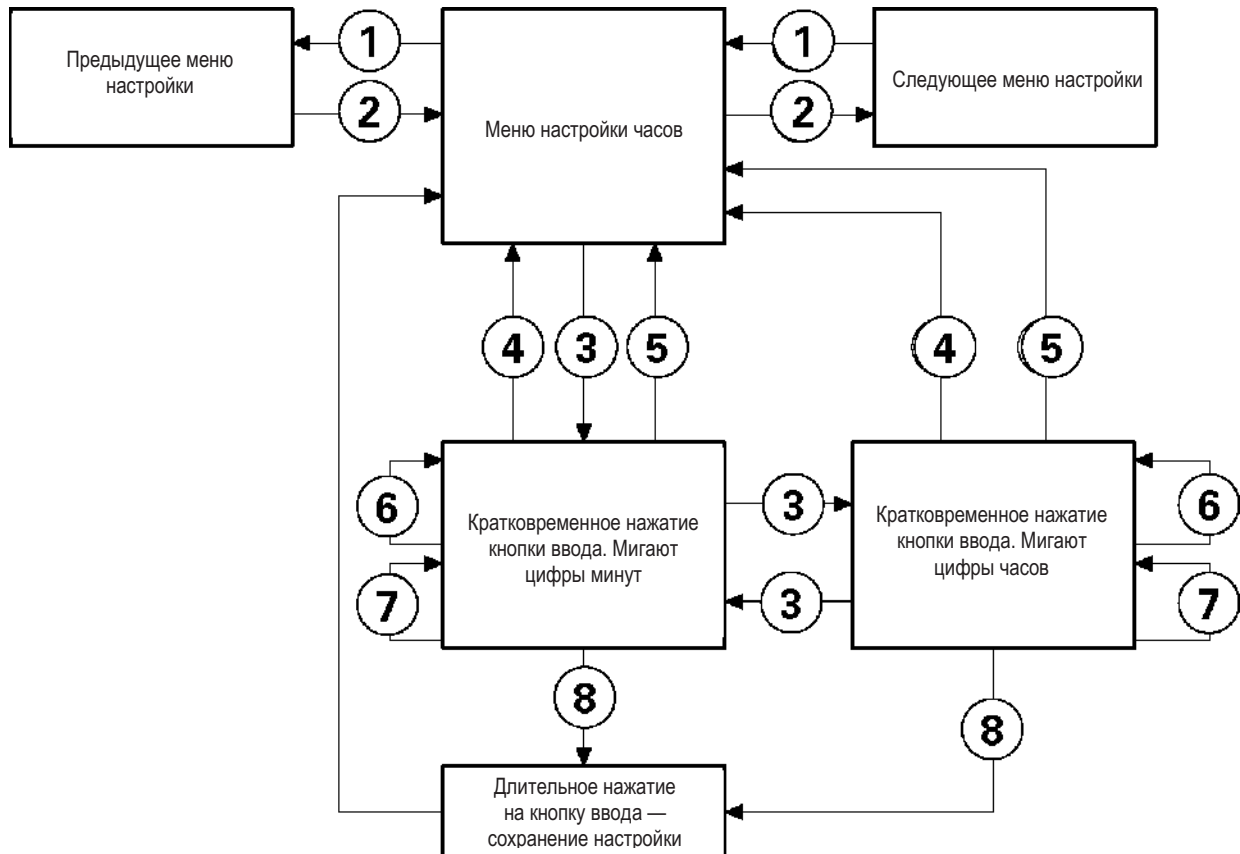 1
1
Предыдущее меню
настройки
Следующее меню настройки
2
Меню настройки часов
2
4
3
5
4
5
6
Кратковременное нажатие
кнопки ввода. Мигают
цифры минут
3
Кратковременное нажатие
кнопки ввода. Мигают
цифры часов
6
7
3
7
8
8
Длительное нажатие
на кнопку ввода —
сохранение настройки